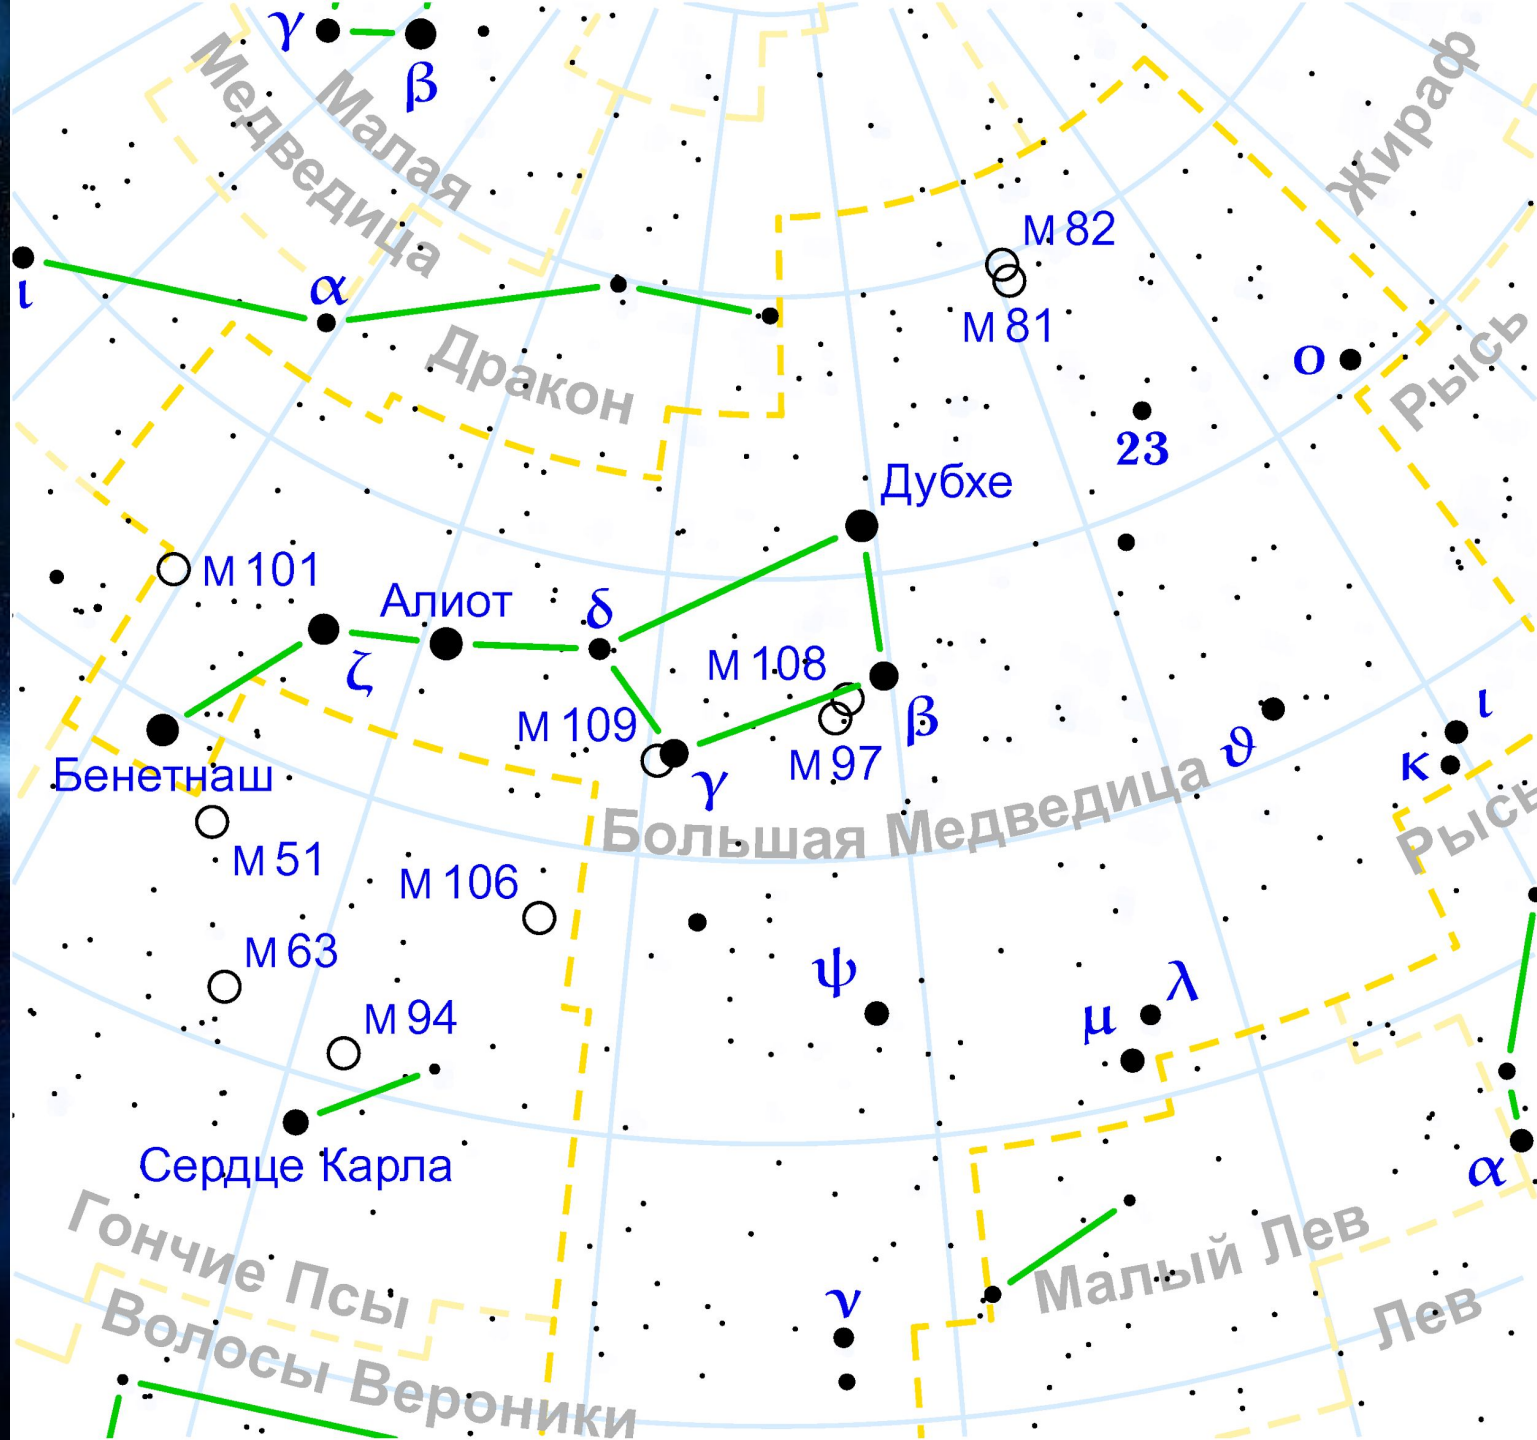 γ
β
Малая
Медведица
Жираф
M 82
M 81
ι
α
Дракон
ο
Рысь
23
Дубхе
M 101
Алиот
δ
ζ
M 108
M 109
β
M 97
γ
ϑ
ι
κ
Бенетнаш
Большая Медведица
Рысь
M 51
M 106
M 63
ψ
λ
μ
M 94
Сердце Карла
α
Гончие Псы
Малый Лев
ν
Лев
Волосы Вероники